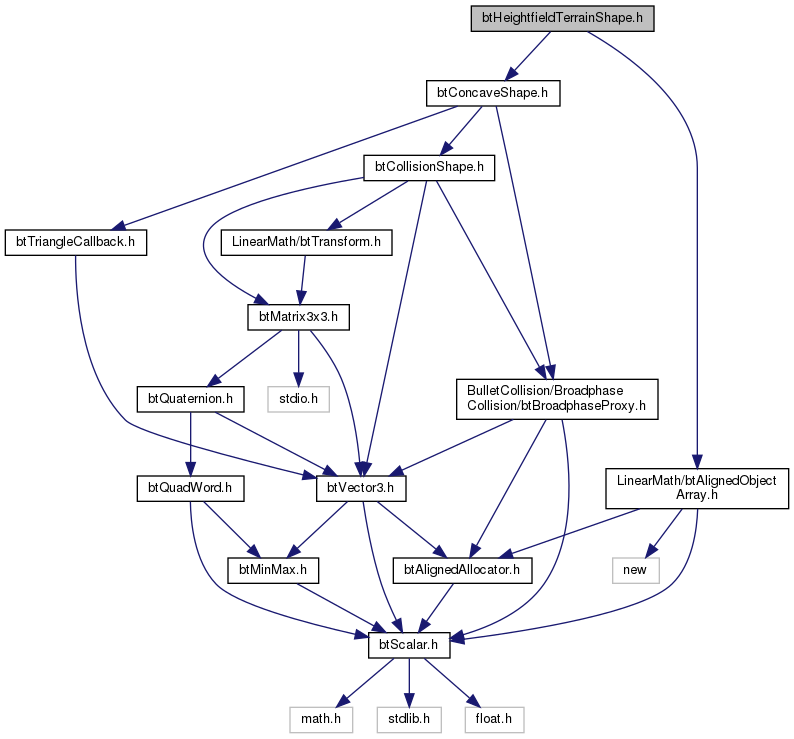 btHeightfieldTerrainShape.h
btConcaveShape.h
btCollisionShape.h
btTriangleCallback.h
LinearMath/btTransform.h
btMatrix3x3.h
BulletCollision/Broadphase
Collision/btBroadphaseProxy.h
btQuaternion.h
stdio.h
btQuadWord.h
btVector3.h
LinearMath/btAlignedObject
Array.h
btMinMax.h
btAlignedAllocator.h
new
btScalar.h
math.h
stdlib.h
float.h